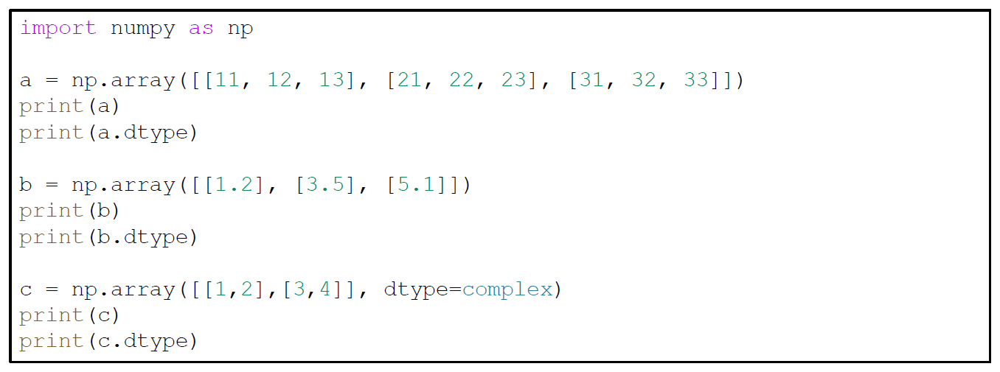 import numpy as np
a = np.array([[11, 12, 13], [21, 22, 23], [31, 32, 33]])
print(a)
print(a.dtype)
b = np.array([[1.2], [3.5], [5.1]])
print(b)
print(b.dtype)
c = np.array([[1,2],[3,4]], dtype=complex)
print(c)
print(c.dtype)